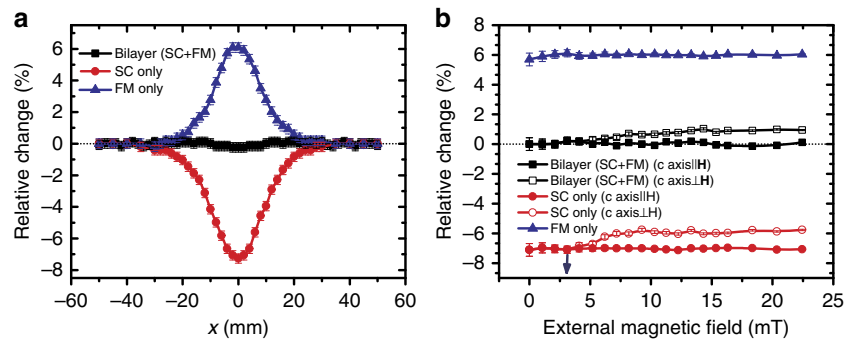 a
Relative change (%)
6
4
2
0
−2
−4
−6
−8
−60
−40
−20
0
20
40
60
x (mm)
Bilayer (SC+FM)
SC only
FM only
b
Relative change (%)
8
6
4
2
0
−2
−4
−6
−8
0
5
10
15
20
25
External magnetic field (mT)
Bilayer (SC+FM) (c axis||H)
Bilayer (SC+FM) (c axis⊥H)
SC only (c axis||H)
SC only (c axis⊥H)
FM only